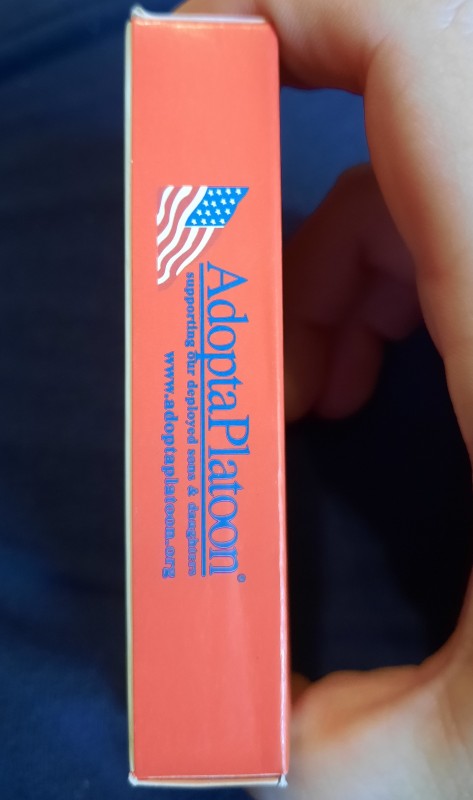 AdoptaPlatoon®
supporting our deployed sons & daughters
www.adoptaplatoon.org